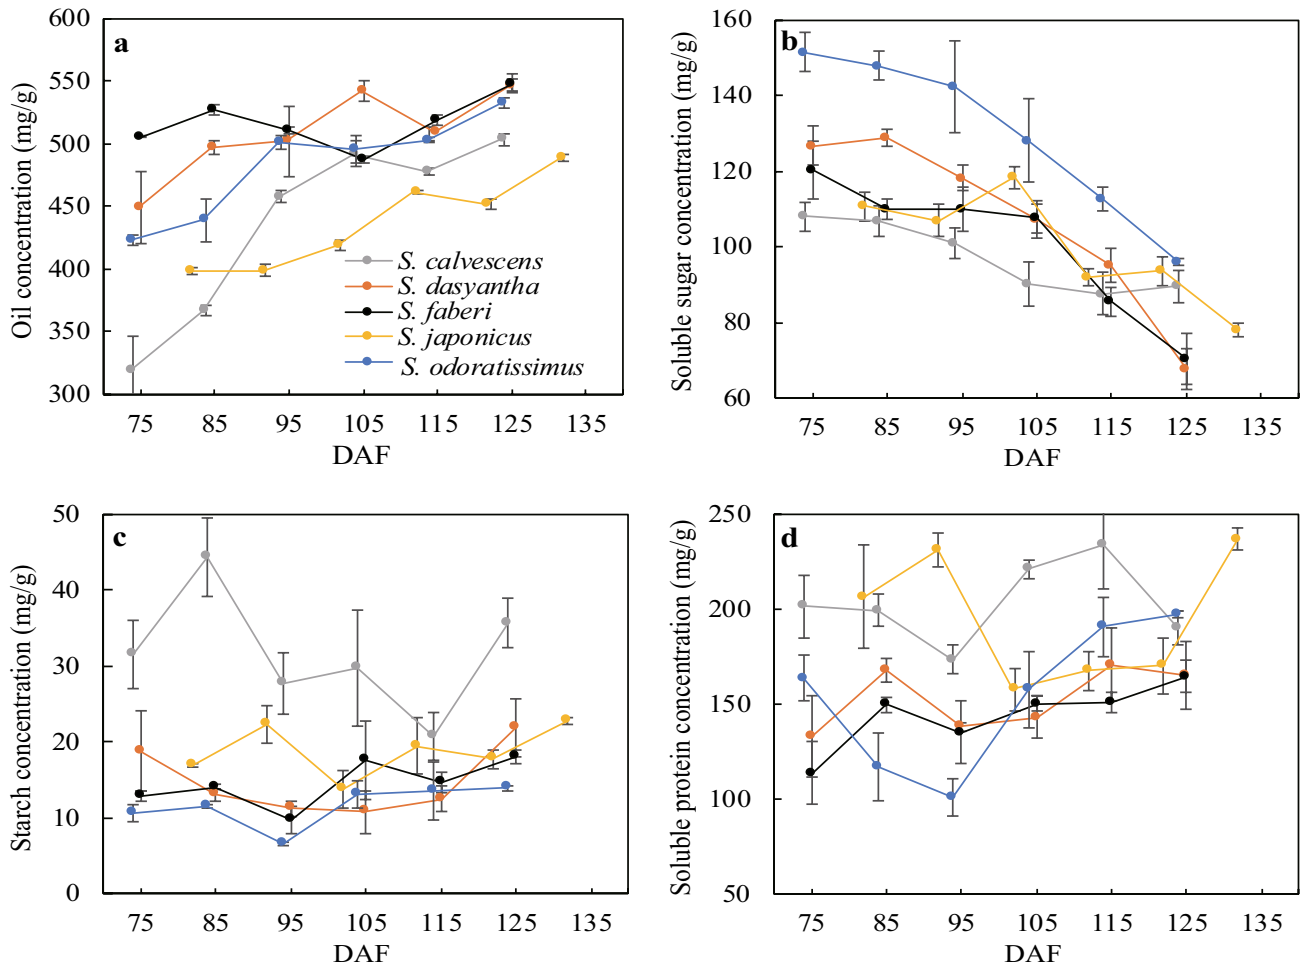 a
Oil concentration (mg/g)
600
550
500
450
400
350
300
S. calvescens
S. dasyantha
S. faberi
S. japonicus
S. odoratissimus
75 85 95 105 115 125 135
DAF
b
Soluble sugar concentration (mg/g)
160
140
120
100
80
60
75 85 95 105 115 125 135
DAF
c
Starch concentration (mg/g)
50
40
30
20
10
0
75 85 95 105 115 125 135
DAF
d
Soluble protein concentration (mg/g)
250
200
150
100
50
75 85 95 105 115 125 135
DAF